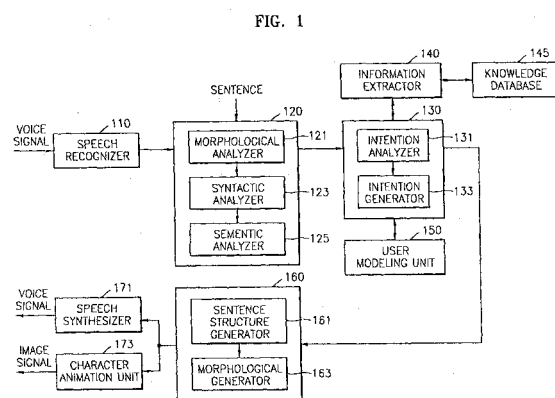 FIG. 1
140
145
INFORMATION
EXTRACTOR
KNOWLEDGE
DATABASE
SENTENCE
120
130
VOICE
SIGNAL
110
SPEECH
RECOGNIZER
MORPHOLOGICAL
ANALYZER
121
INTENTION
ANALYZER
131
SYNTACTIC
ANALYZER
123
INTENTION
GENERATOR
133
SEMENTIC
ANALYZER
125
150
USER
MODELING UNIT
160
VOICE
SIGNAL
171
SPEECH
SYNTHESIZER
SENTENCE
STRUCTURE
GENERATOR
161
IMAGE
SIGNAL
173
CHARACTER
ANIMATION UNIT
MORPHOLOGICAL
GENERATOR
163